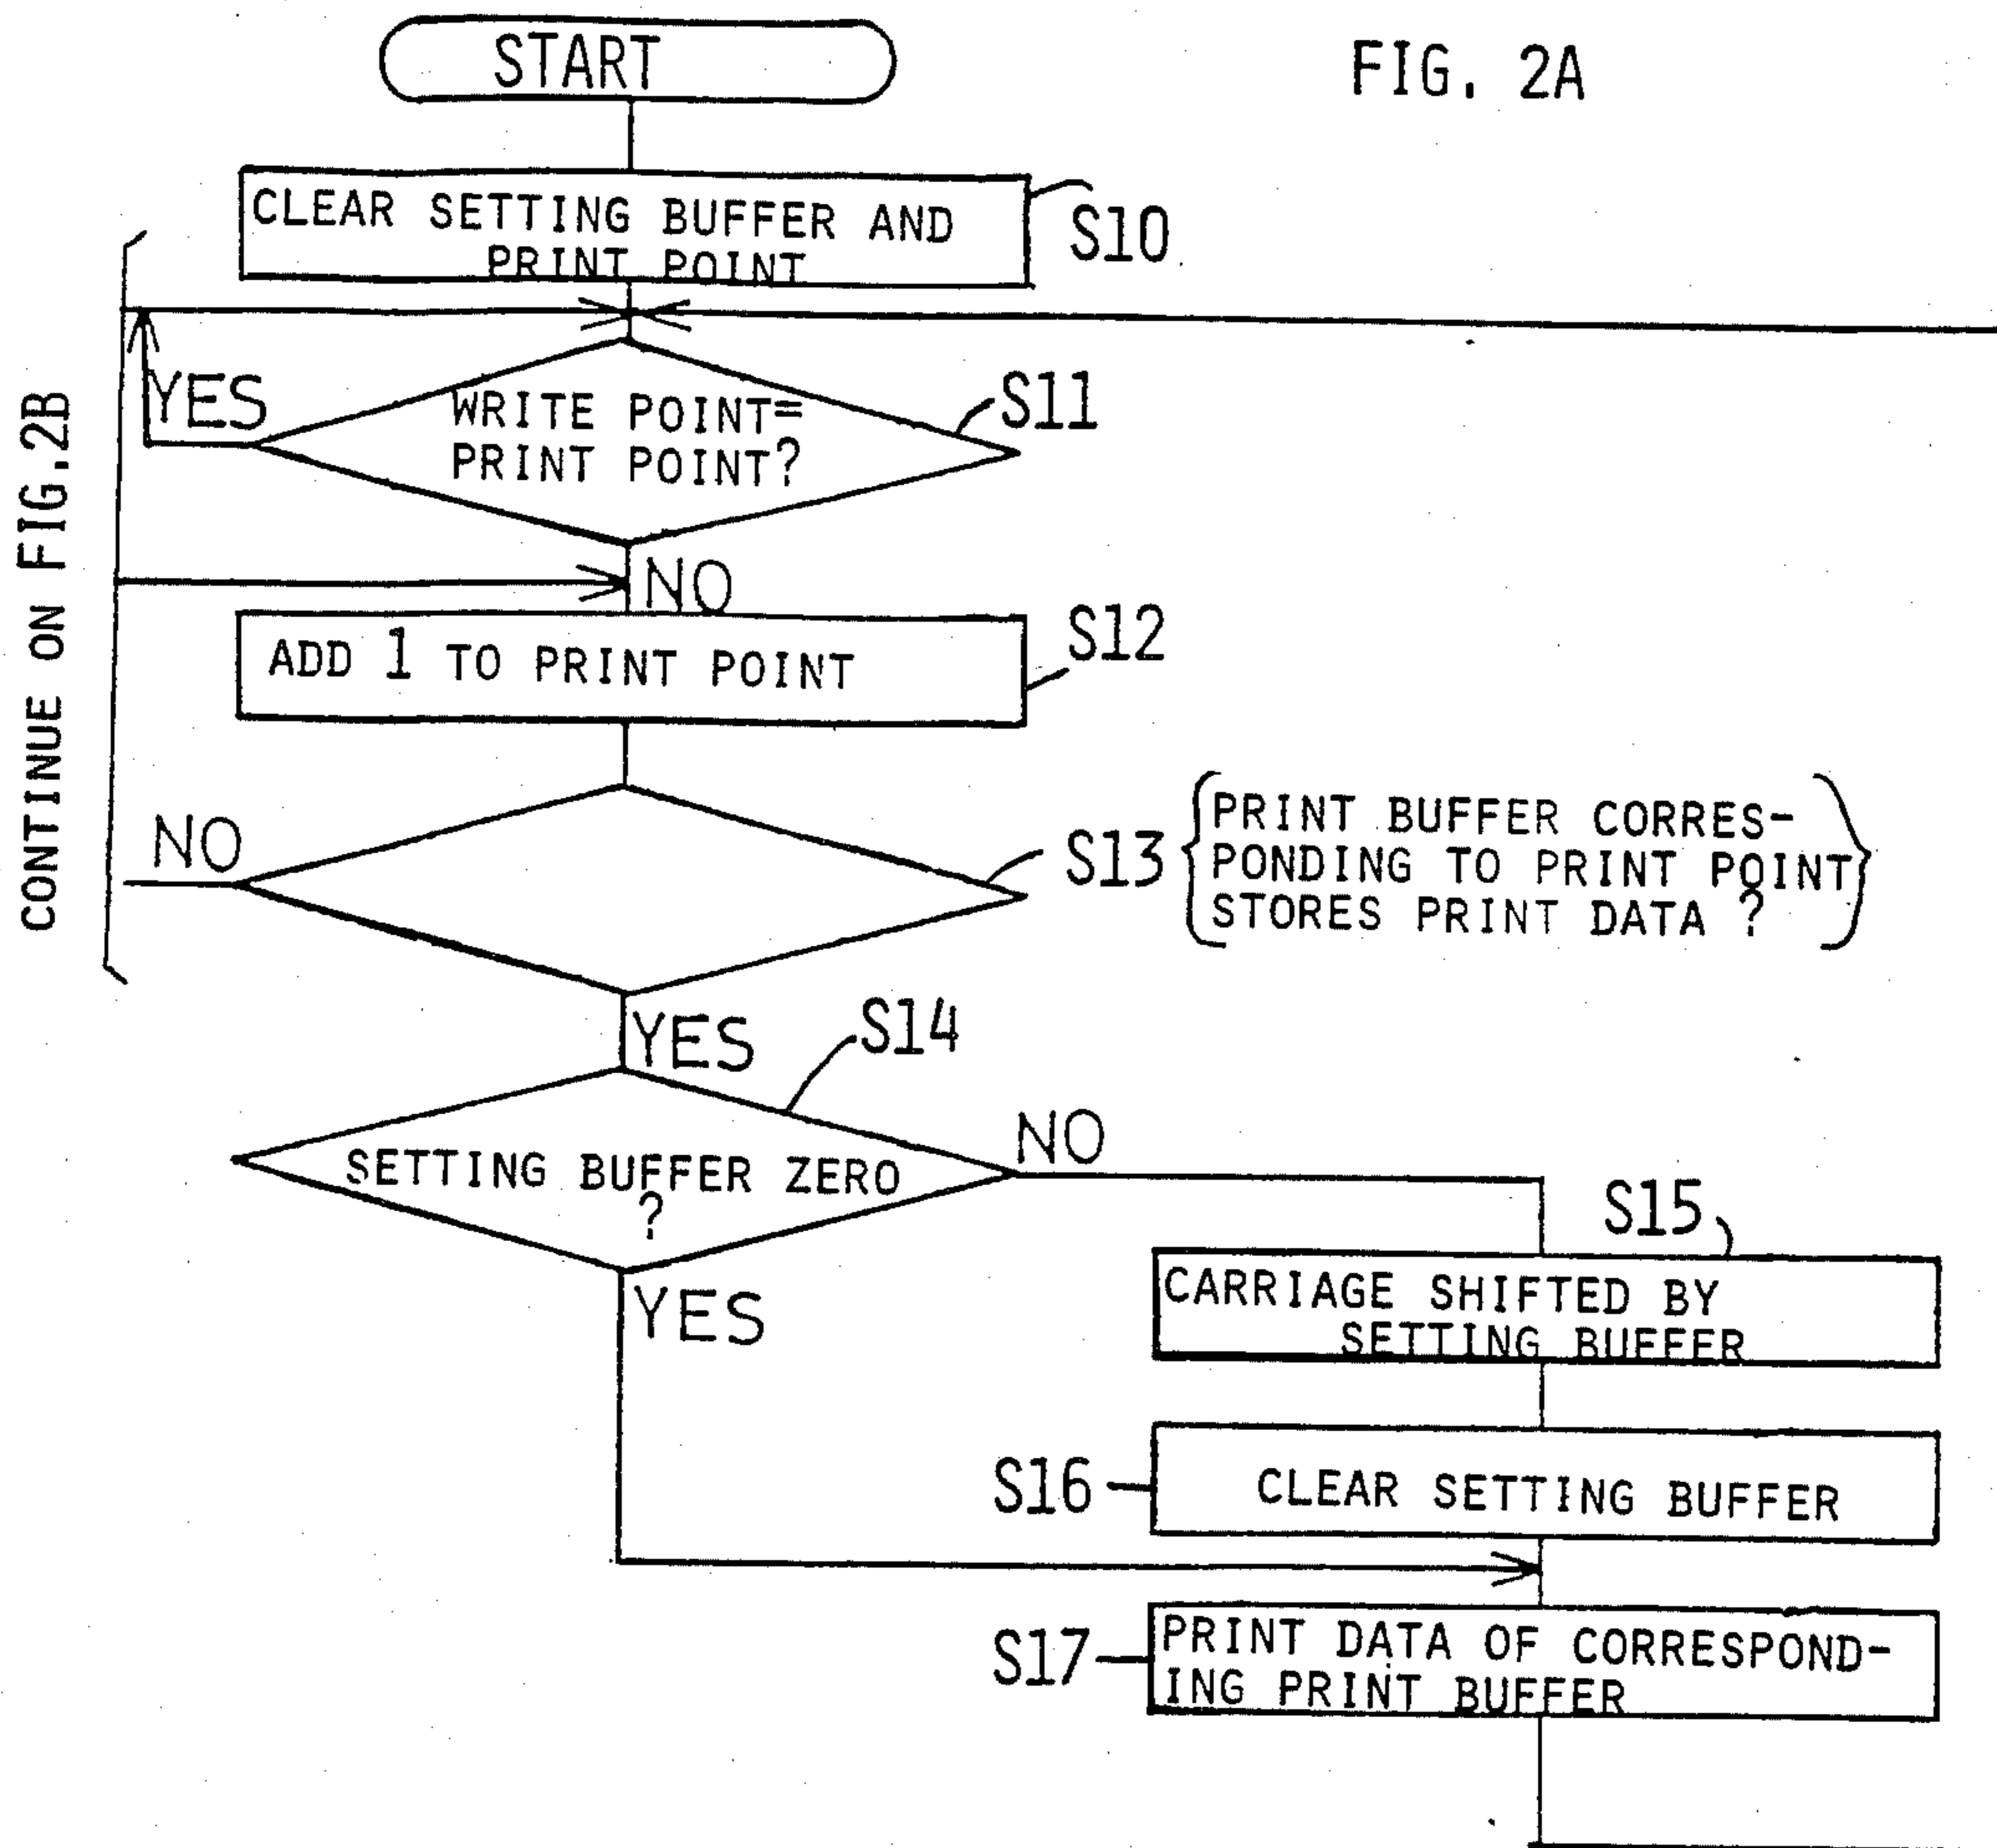 START
FIG. 2A
CLEAR SETTING BUFFER AND
PRINT POINT
S10
YES
WRITE POINT=
PRINT POINT?
S11
CONTINUE ON FIG.2B
NO
ADD 1 TO PRINT POINT
S12
NO
S13
PRINT BUFFER CORRES-
PONDING TO PRINT POINT
STORES PRINT DATA ?
YES
S14
SETTING BUFFER ZERO
?
NO
YES
S15
CARRIAGE SHIFTED BY
SETTING BUFFER
S16
CLEAR SETTING BUFFER
S17
PRINT DATA OF CORRESPOND-
ING PRINT BUFFER